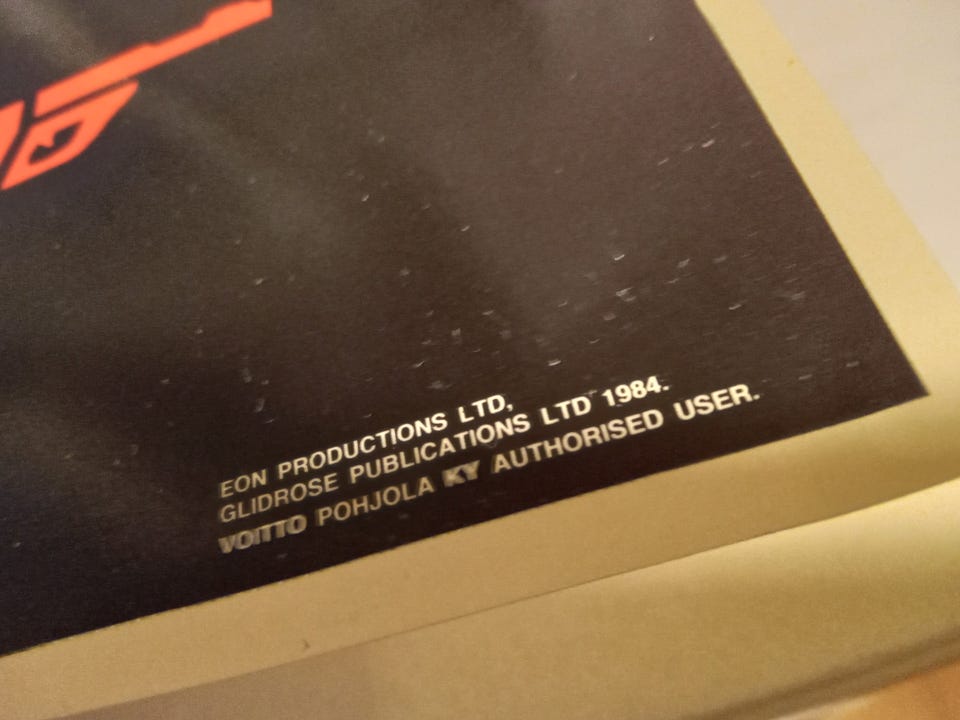 EON PRODUCTIONS LTD,
GLIDROSE PUBLICATIONS LTD 1984.
VOITTO POHJOLA KY AUTHORISED USER.